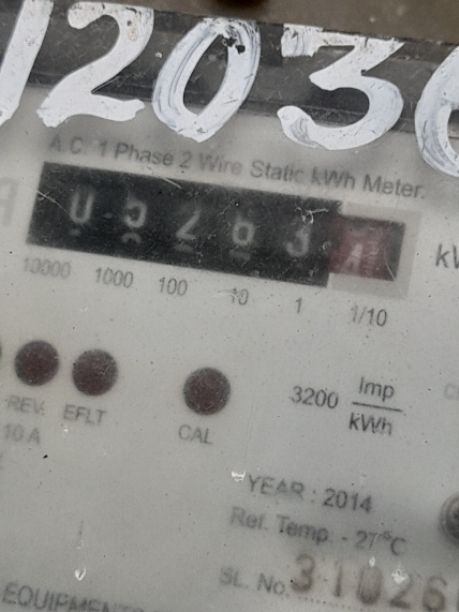 12030
A.C. 1 Phase 2 Wire Static kWh Meter.
05263
10000 1000 100 10 1 1/10
3200 Imp
kWh
REV. EFLT CAL
10 A
YEAR : 2014
Ref. Temp. - 27°C
SL. No. 31026